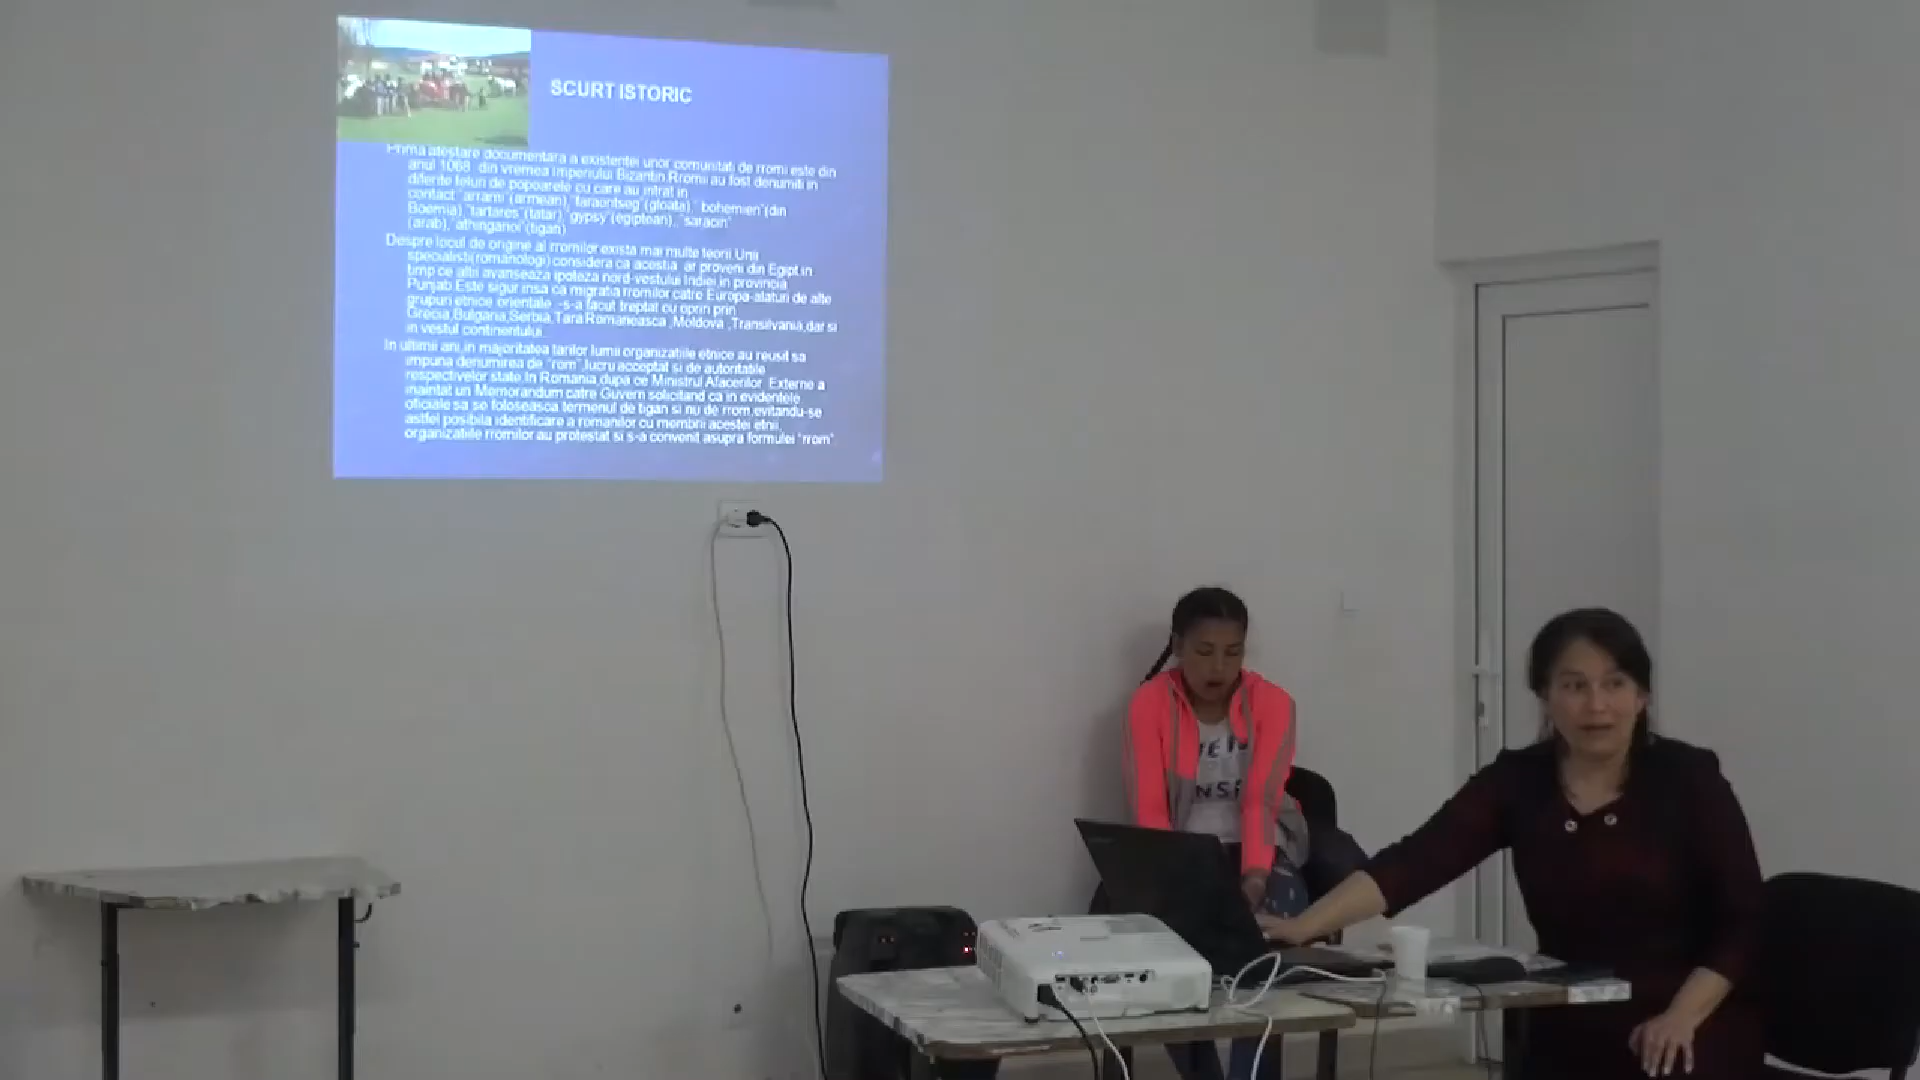 SCURT ISTORIC
Prima atestare documentara a existentei unor comunitati de rromi este din
anul 1068 din vremea Imperiului Bizantin.Rromii au fost denumiti in
diferite feluri de popoarele cu care au intrat in
contact:"arrami"(armean),"taraontseg"(gloata)," bohemien"(din
Boemia),"tartares"(tatar),"gypsy"(egiptean),"saracin"
(arab),"athinganoi"(tigan)
Despre locul de origine al rromilor exista mai multe teorii.Unii
specialisti(romanologi)considera ca acestia ar proveni din Egipt,in
timp ce altii avanseaza ipoteza nord-vestului Indiei,in provincia
Punjab.Este sigur insa ca migratia rromilor catre Europa-alaturi de alte
grupuri etnice orientale -s-a facut treptat cu opriri prin
Grecia,Bulgaria,Serbia,Tara Romaneasca ,Moldova ,Transilvania,dar si
in vestul continentului.
In ultimii ani,in majoritatea tarilor lumii organizatiile etnice au reusit sa
impuna denumirea de "rom",lucru acceptat si de autoritatile
respectivelor state.In Romania,dupa ce Ministrul Afacerilor Externe a
inaintat un Memorandum catre Guvern solicitand ca in evidentele
oficiale sa se foloseasca termenul de tigan si nu de rrom,evitandu-se
astfel posibila identificare a romanilor cu membrii acestei etnii,
organizatiile rromilor au protestat si s-a convenit asupra formulei "rrom"